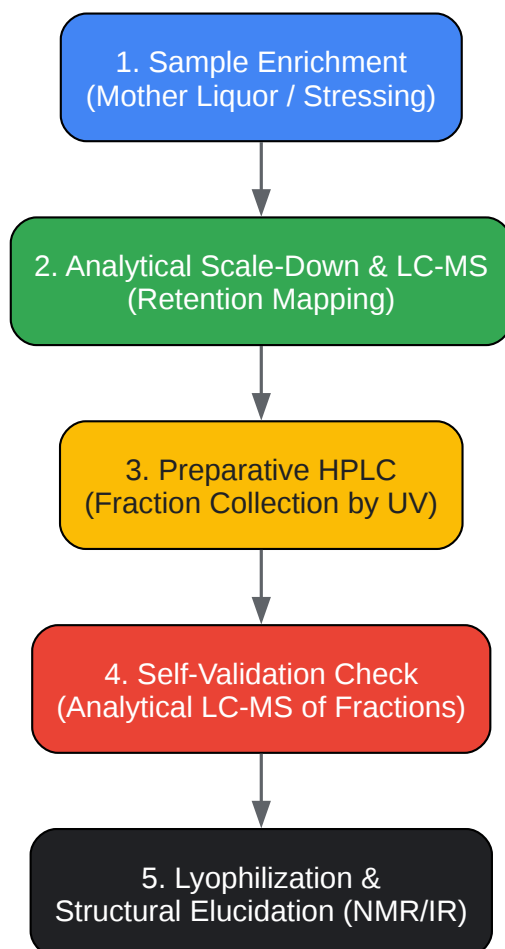 1. Sample Enrichment
(Mother Liquor / Stressing)
2. Analytical Scale-Down & LC-MS
(Retention Mapping)
3. Preparative HPLC
(Fraction Collection by UV)
4. Self-Validation Check
(Analytical LC-MS of Fractions)
5. Lyophilization &
Structural Elucidation (NMR/IR)